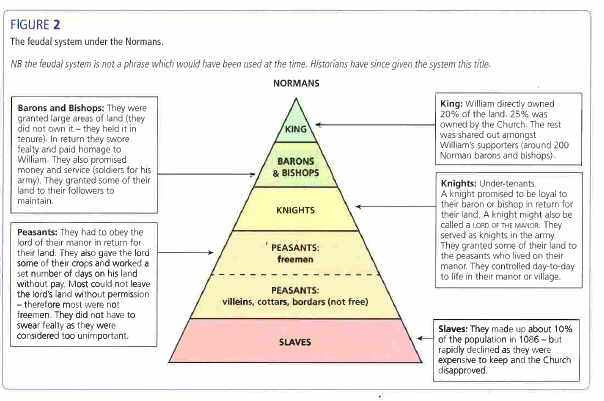 FIGURE 2
The feudal system under the Normans.
NB the feudal system is not a phrase which would have been used at the time. Historians have since given the system this title.
NORMANS
Barons and Bishops: They were
granted large areas of land (they
did not own it – they held it in
tenure). In return they swore
fealty and paid homage to
William. They also promised
money and service (soldiers for his
army). They granted some of their
land to their followers to
maintain.
Peasants: They had to obey the
lord of their manor in return for
their land. They also gave the lord
some of their crops and worked a
set number of days on his land
without pay. Most could not leave
the lord's land without permission
– therefore most were not
freemen. They did not have to
swear fealty as they were
considered too unimportant.
KING
BARONS
& BISHOPS
KNIGHTS
PEASANTS:
freemen
PEASANTS:
villeins, cottars, bordars (not free)
SLAVES
King: William directly owned
20% of the land. 25% was
owned by the Church. The rest
was shared out amongst
William's supporters (around 200
Norman barons and bishops).
Knights: Under-tenants.
A knight promised to be loyal to
their baron or bishop in return for
their land. A knight might also be
called a LORD OF THE MANOR. They
served as knights in the army.
They granted some of their land to
the peasants who lived on their
manor. They controlled day-to-day
to life in their manor or village.
Slaves: They made up about 10%
of the population in 1086 – but
rapidly declined as they were
expensive to keep and the Church
disapproved.